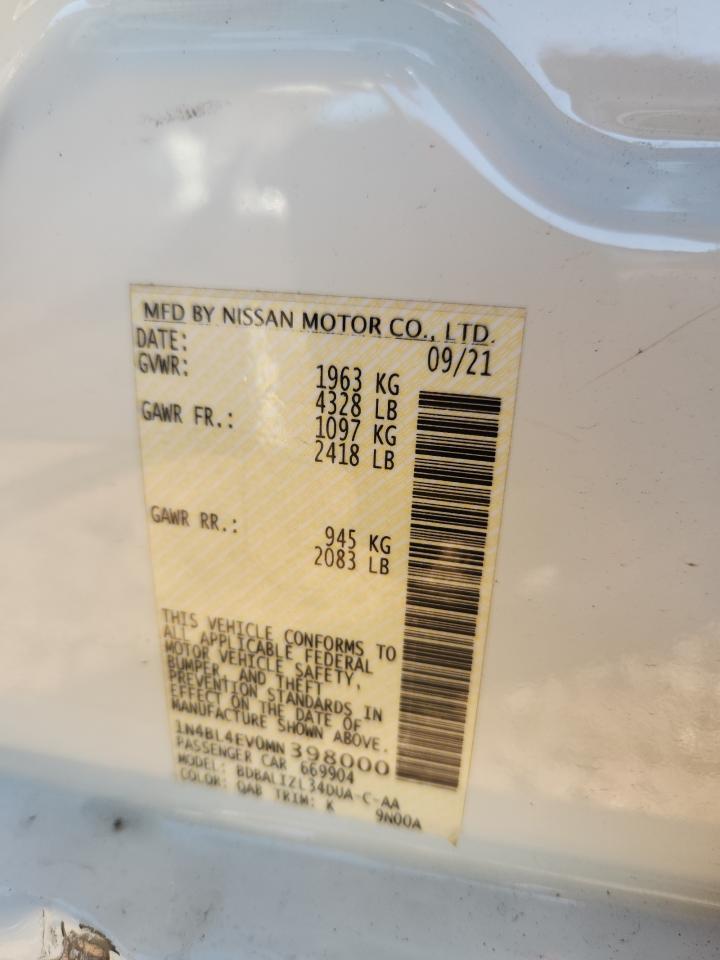 MFD BY NISSAN MOTOR CO., LTD.
DATE: 09/21
GVWR: 1963 KG
4328 LB
GAWR FR.: 1097 KG
2418 LB
GAWR RR.: 945 KG
2083 LB
THIS VEHICLE CONFORMS TO
ALL APPLICABLE FEDERAL
MOTOR VEHICLE SAFETY,
BUMPER, AND THEFT
PREVENTION STANDARDS IN
EFFECT ON THE DATE OF
MANUFACTURE SHOWN ABOVE.
1N4BL4EV0MN398000
PASSENGER CAR 669904
MODEL: BDBALIZL34DUA-C-AA
COLOR: QAB TRIM: K 9N00A